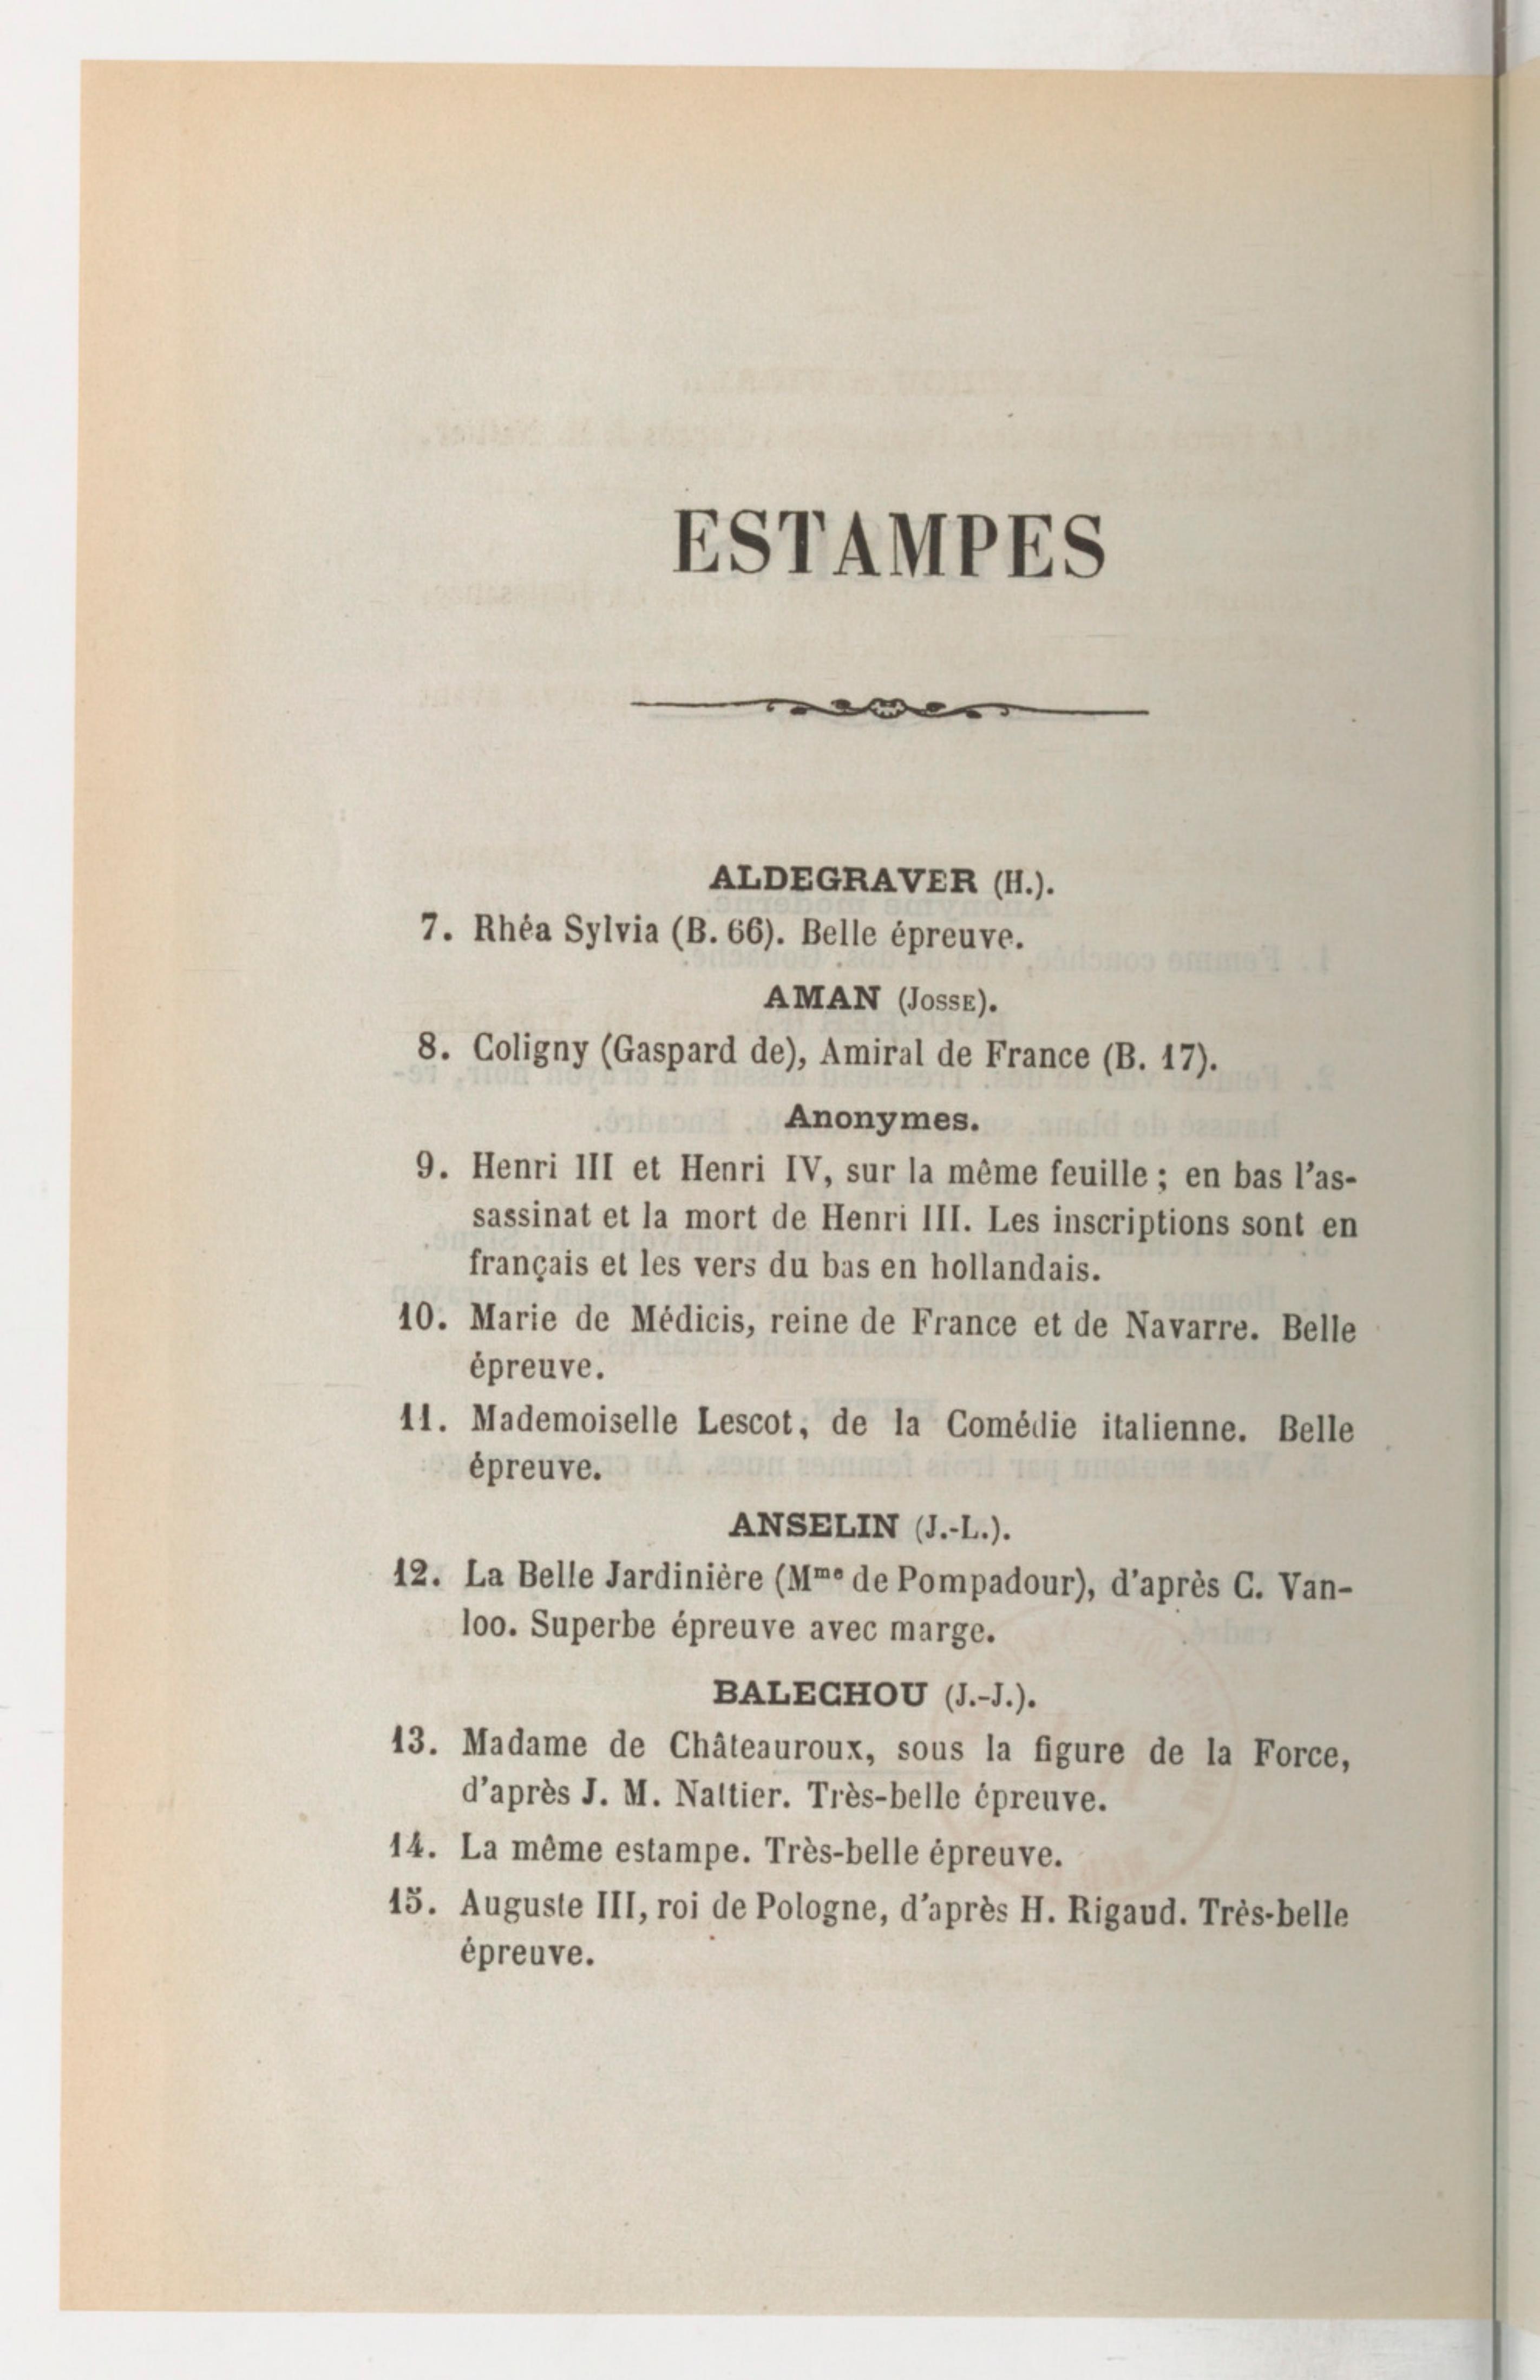 ESTAMPES
ALDEGRAVER (H.).
7. Rhéa Sylvia (B. 66). Belle épreuve.
AMAN (Josse).
8. Coligny (Gaspard de), Amiral de France (B. 17).
Anonymes.
9. Henri III et Henri IV, sur la même feuille ; en bas l'as-
sassinat et la mort de Henri III. Les inscriptions sont en
français et les vers du bas en hollandais.
10. Marie de Médicis, reine de France et de Navarre. Belle
épreuve.
11. Mademoiselle Lescot, de la Comédie italienne. Belle
épreuve.
ANSELIN (J.-L.).
12. La Belle Jardinière (Mme de Pompadour), d'après C. Van-
loo. Superbe épreuve avec marge.
BALECHOU (J.-J.).
13. Madame de Châteauroux, sous la figure de la Force,
d'après J. M. Nattier. Très-belle épreuve.
14. La même estampe. Très-belle épreuve.
15. Auguste III, roi de Pologne, d'après H. Rigaud. Très-belle
épreuve.